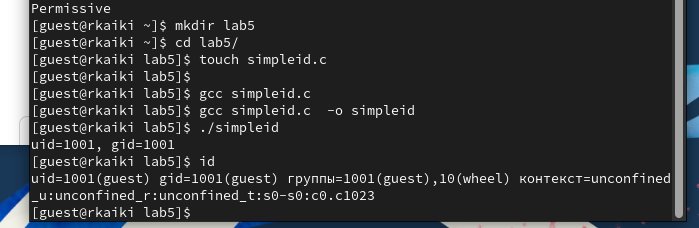 Permissive
[guest@rkaiki ~]$ mkdir lab5
[guest@rkaiki ~]$ cd lab5/
[guest@rkaiki lab5]$ touch simpleid.c
[guest@rkaiki lab5]$
[guest@rkaiki lab5]$ gcc simpleid.c
[guest@rkaiki lab5]$ gcc simpleid.c  -o simpleid
[guest@rkaiki lab5]$ ./simpleid
uid=1001, gid=1001
[guest@rkaiki lab5]$ id
uid=1001(guest) gid=1001(guest) группы=1001(guest),10(wheel) контекст=unconfined
_u:unconfined_r:unconfined_t:s0-s0:c0.c1023
[guest@rkaiki lab5]$